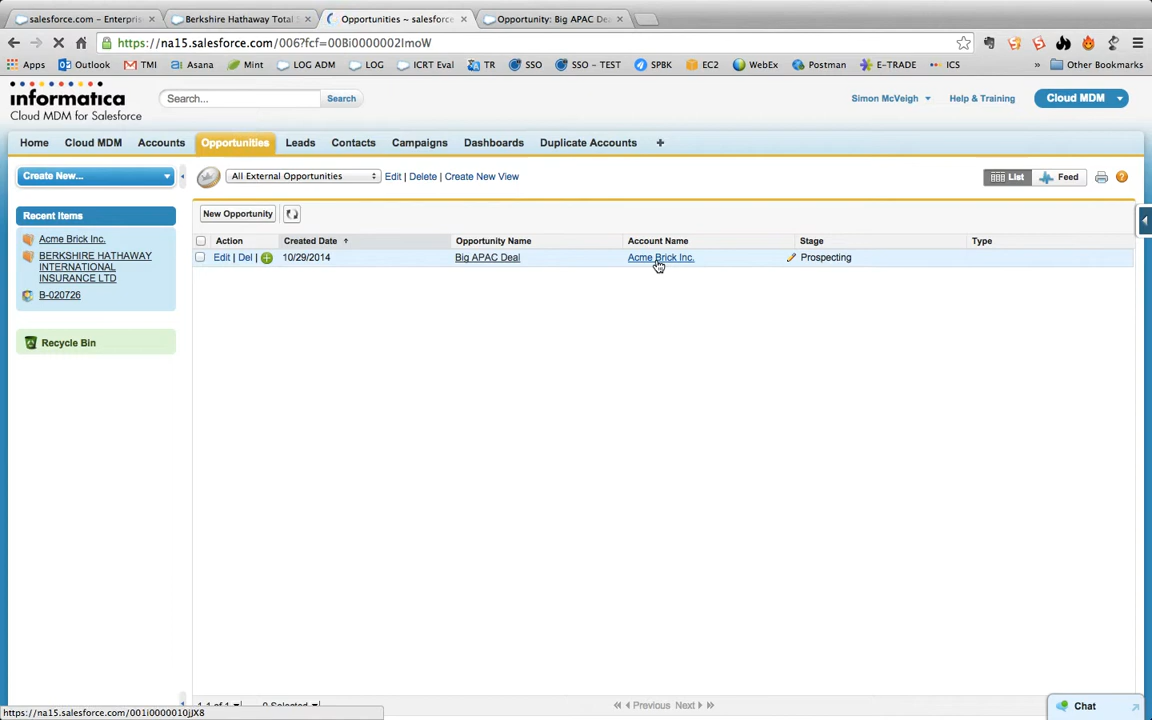 salesforce.com – Enterpris
Berkshire Hathaway Total
Opportunities ~ salesforce
Opportunity: Big APAC De
https://na15.salesforce.com/006?fcf=00Bi0000002ImoW
Apps Outlook TMI Asana Mint LOG ADM LOG ICRT Eval TR SSO SSO – TEST SPBK EC2 WebEx Postman E-TRADE ICS » Other Bookmarks
informatica
Cloud MDM for Salesforce
Search...
Search
Simon McVeigh
Help & Training
Cloud MDM
Home Cloud MDM Accounts Opportunities Leads Contacts Campaigns Dashboards Duplicate Accounts +
Create New...
All External Opportunities
Edit | Delete | Create New View
List
Feed
Recent Items
Acme Brick Inc.
BERKSHIRE HATHAWAY
INTERNATIONAL
INSURANCE LTD
B-020726
Recycle Bin
New Opportunity
Action Created Date Opportunity Name Account Name Stage Type
Edit | Del | 10/29/2014 Big APAC Deal Acme Brick Inc. Prospecting
1-1 of 1
0 Selected
Previous Next
Chat
https://na15.salesforce.com/001i0000010jJX8